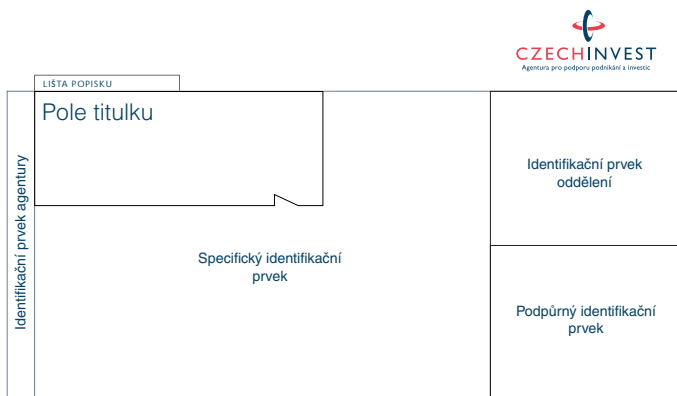 CZECHINVEST
Agentura pro podporu podnikání a investic
LIŠTA POPISKU
Pole titulku
Identifikační prvek agentury
Identifikační prvek
oddělení
Specifický identifikační
prvek
Podpůrný identifikační
prvek